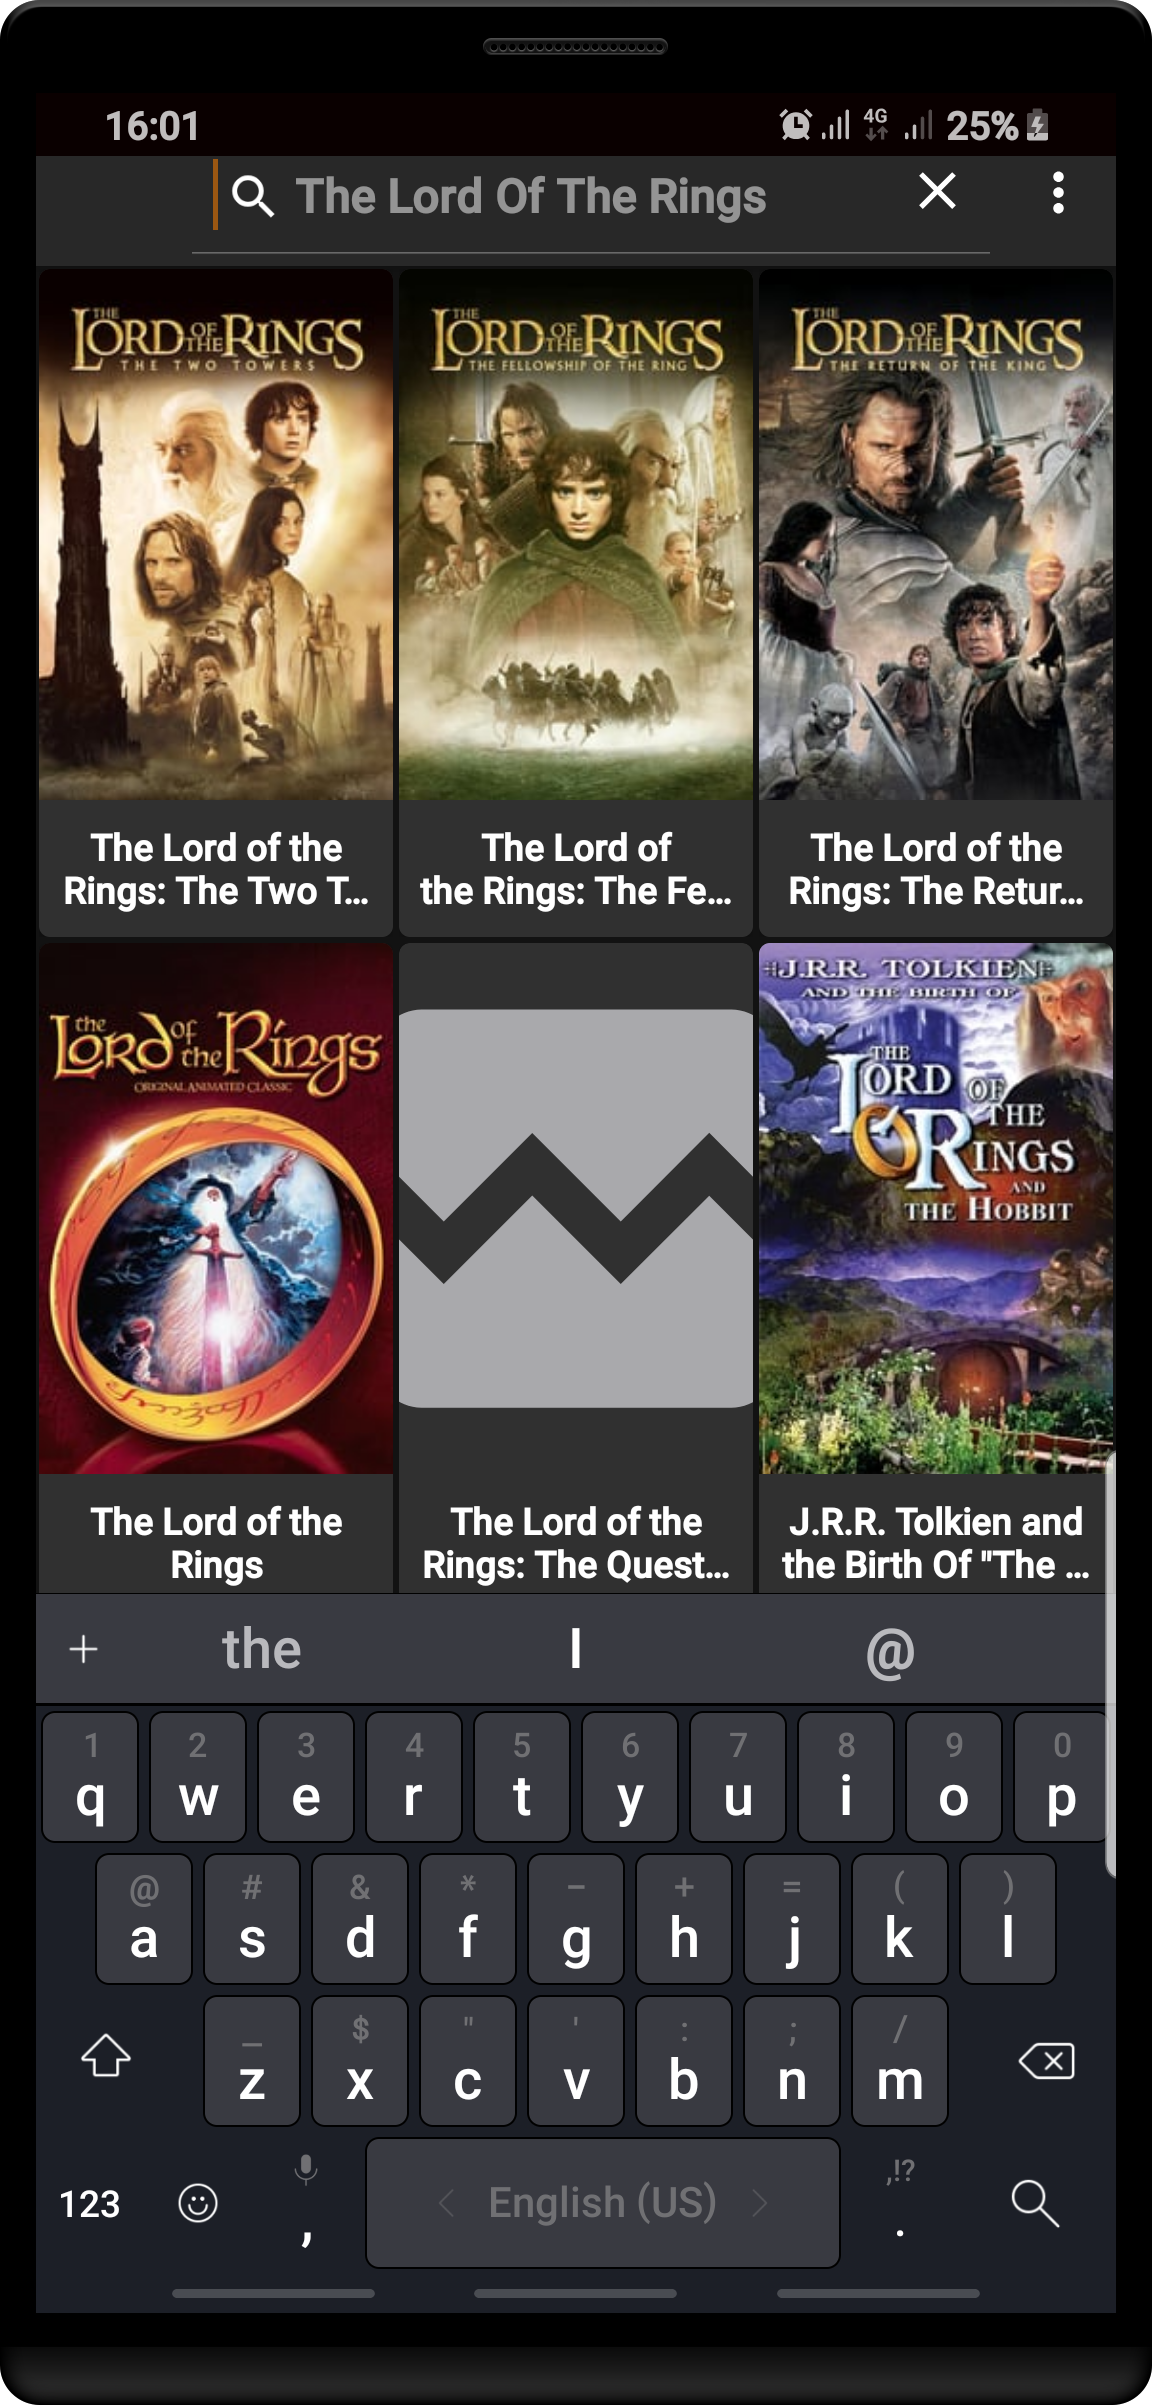 16:01
4G
25%
The Lord Of The Rings
THE LORD OF THE RINGS
THE TWO TOWERS
THE LORD OF THE RINGS
THE FELLOWSHIP OF THE RING
THE LORD OF THE RINGS
THE RETURN OF THE KING
The Lord of the
Rings: The Two T...
The Lord of
the Rings: The Fe...
The Lord of the
Rings: The Retur...
the Lord of the Rings
ORIGINAL ANIMATED CLASSIC
J.R.R. TOLKIEN
AND THE BIRTH OF
THE
LORD OF
THE
RINGS
AND
THE HOBBIT
The Lord of the
Rings
The Lord of the
Rings: The Quest...
J.R.R. Tolkien and
the Birth Of "The ...
+ the I @
1 2 3 4 5 6 7 8 9 0
q w e r t y u i o p
@ # & * - + = ( )
a s d f g h j k l
_ $ " ' : ; /
z x c v b n m
,!?
123 , < English (US) > .